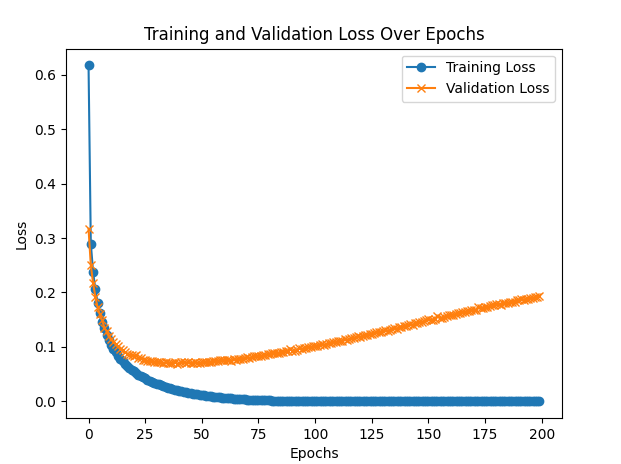 Training and Validation Loss Over Epochs
Training Loss
Validation Loss
Loss
0.6
0.5
0.4
0.3
0.2
0.1
0.0
0 25 50 75 100 125 150 175 200
Epochs